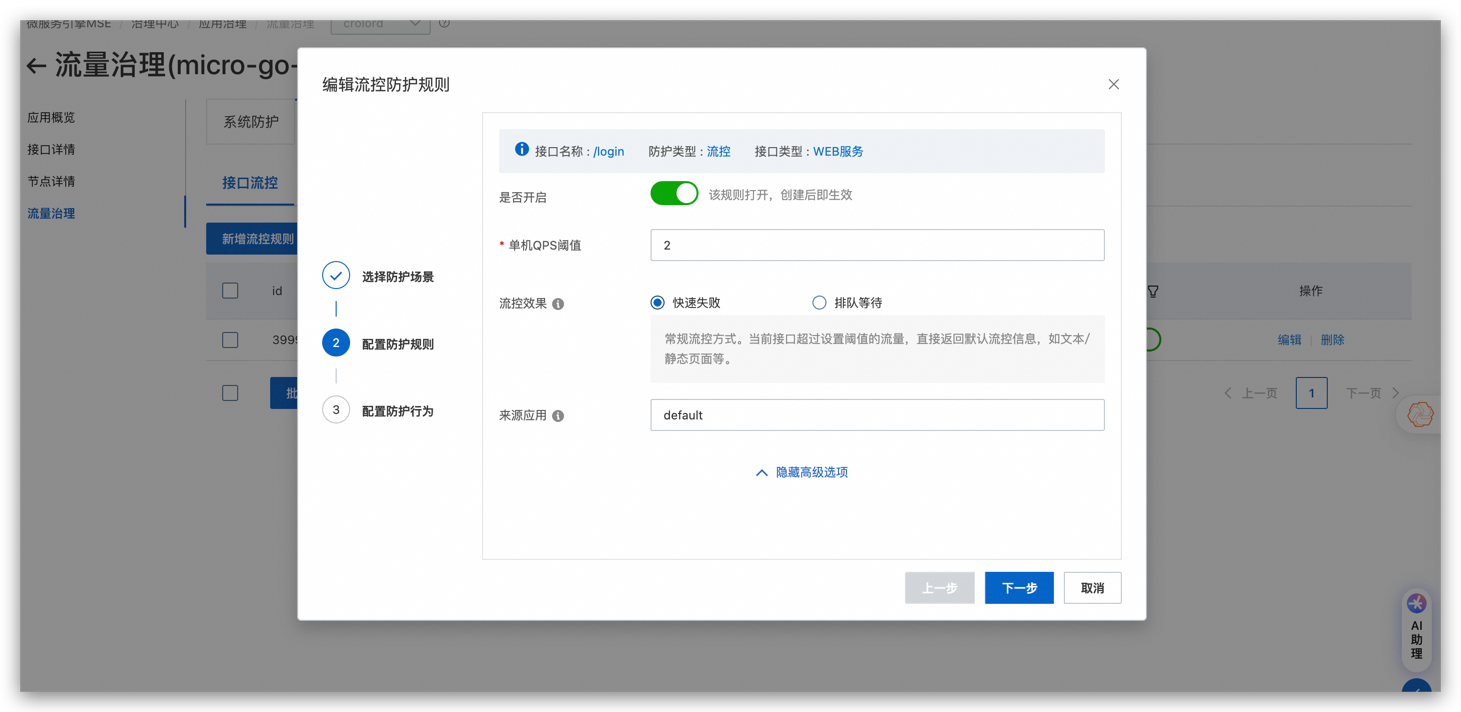 微服务引擎MSE / 治理中心 / 应用治理 / 流量治理 crolord
流量治理(micro-go-
应用概览
接口详情
节点详情
流量治理
系统防护
接口流控
新增流控规则
id
操作
3999
编辑 | 删除
批
上一页 1 下一页
编辑流控防护规则
选择防护场景
2 配置防护规则
3 配置防护行为
接口名称 : /login 防护类型 : 流控 接口类型 : WEB服务
是否开启 该规则打开，创建后即生效
* 单机QPS阈值 2
流控效果 快速失败 排队等待
常规流控方式。当前接口超过设置阈值的流量，直接返回默认流控信息，如文本/
静态页面等。
来源应用 default
隐藏高级选项
上一步 下一步 取消
AI
助
理